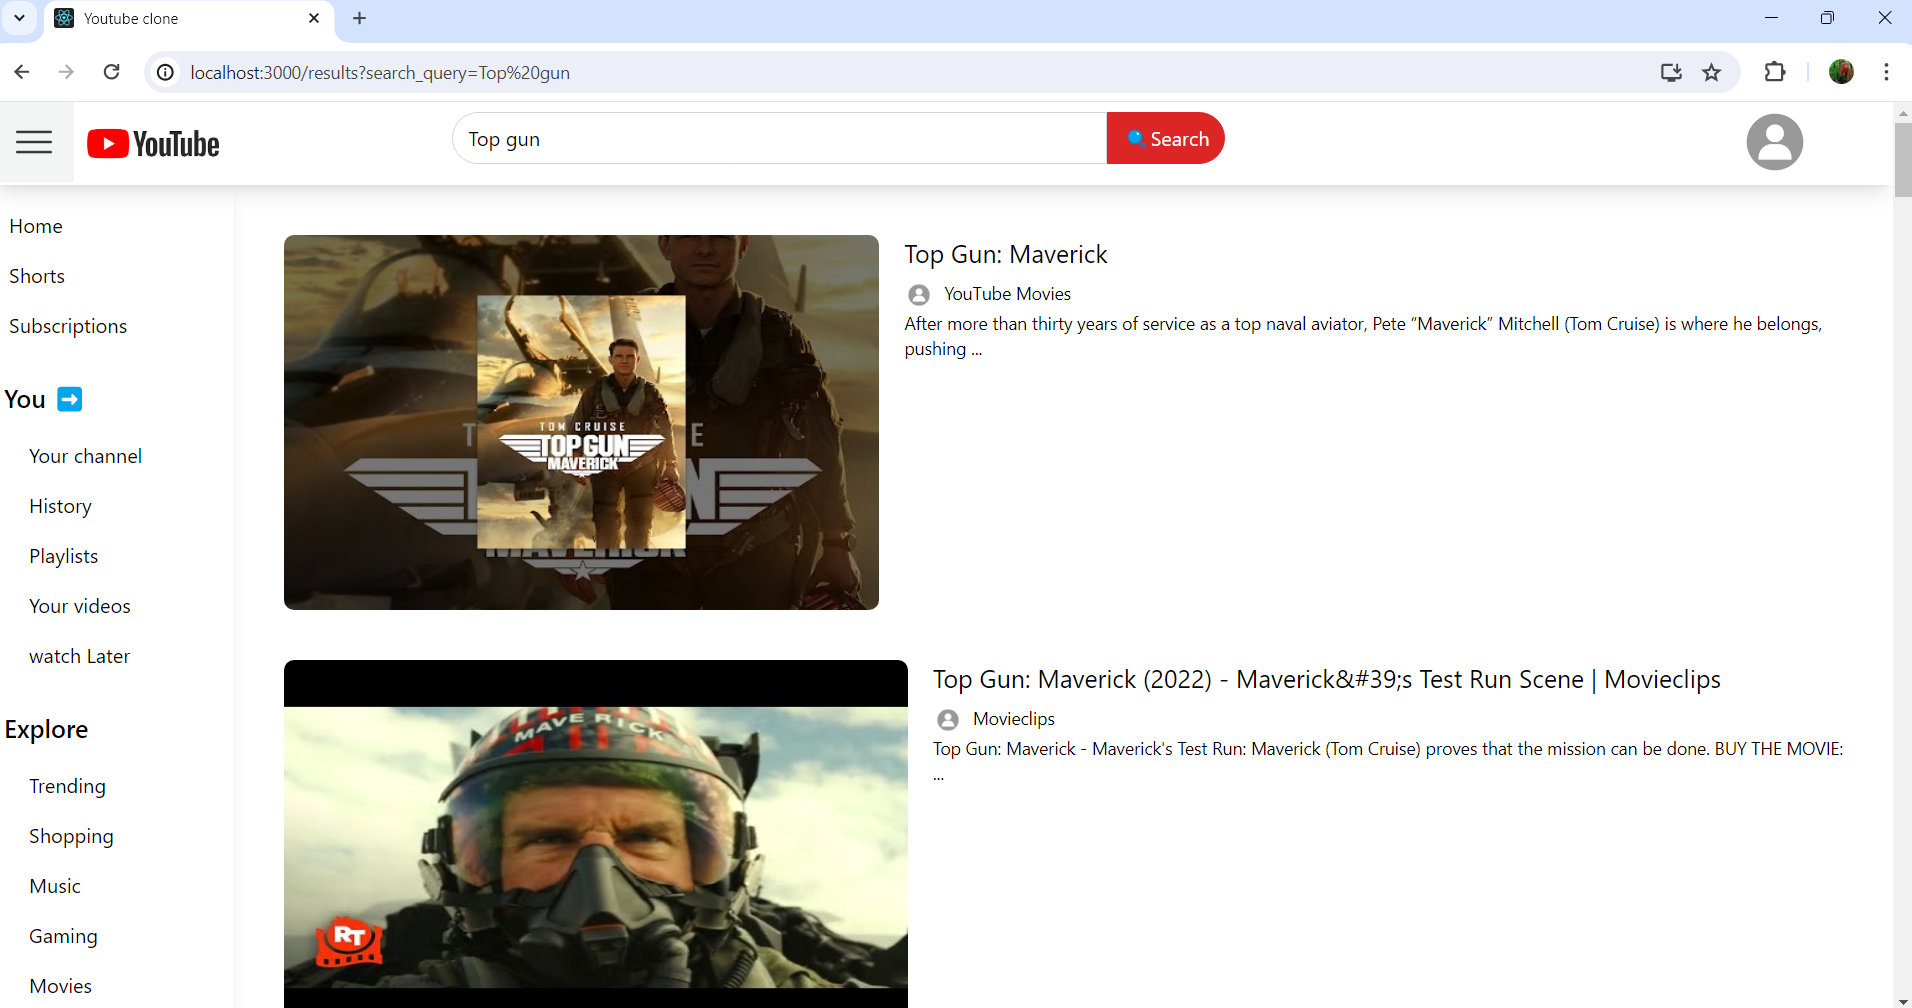 Youtube clone
localhost:3000/results?search_query=Top%20gun
YouTube
Top gun
Search
Home
Shorts
Subscriptions
You
Your channel
History
Playlists
Your videos
watch Later
Explore
Trending
Shopping
Music
Gaming
Movies
TOM CRUISE
TOP GUN
MAVERICK
Top Gun: Maverick
YouTube Movies
After more than thirty years of service as a top naval aviator, Pete “Maverick” Mitchell (Tom Cruise) is where he belongs,
pushing ...
MAVERICK
RT
Top Gun: Maverick (2022) - Maverick&#39;s Test Run Scene | Movieclips
Movieclips
Top Gun: Maverick - Maverick's Test Run: Maverick (Tom Cruise) proves that the mission can be done. BUY THE MOVIE:
...